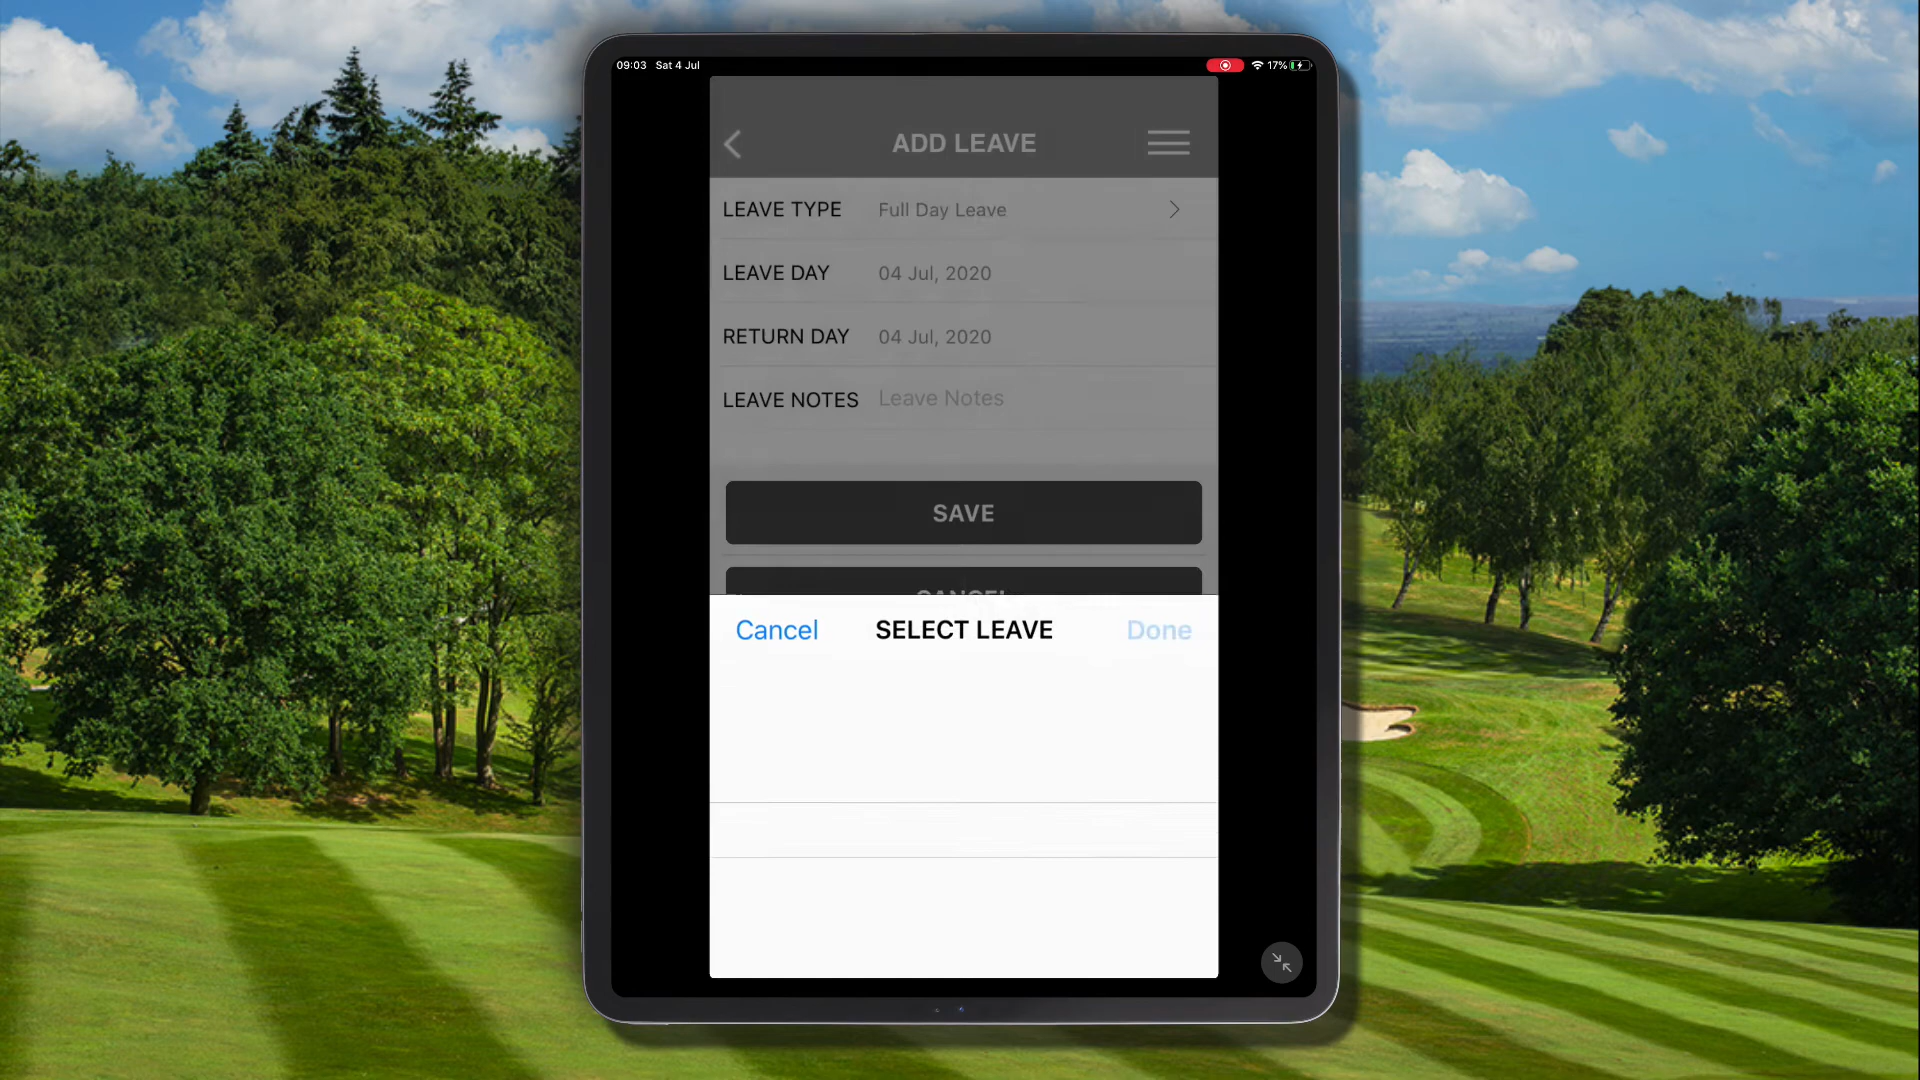 09:03 Sat 4 Jul
17%
ADD LEAVE
LEAVE TYPE Full Day Leave
LEAVE DAY 04 Jul, 2020
RETURN DAY 04 Jul, 2020
LEAVE NOTES Leave Notes
SAVE
CANCEL
Cancel SELECT LEAVE Done